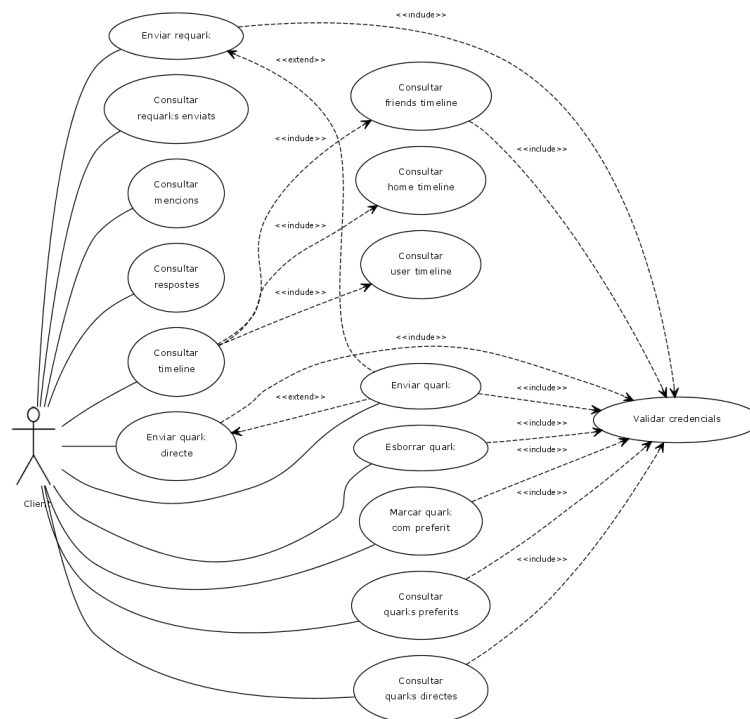 <<include>>
Enviar requark
<<extend>>
Consultar
friends timeline
Consultar
requarks enviats
<<include>>
<<include>>
Consultar
mencions
Consultar
home timeline
<<include>>
Consultar
user timeline
Consultar
respostes
<<include>>
<<include>>
Consultar
timeline
Enviar quark
<<include>>
<<extend>>
Validar credencials
Enviar quark
directe
<<include>>
Esborrar quark
<<include>>
<<include>>
Client
Marcar quark
com preferit
<<include>>
Consultar
quarks preferits
Consultar
quarks directes